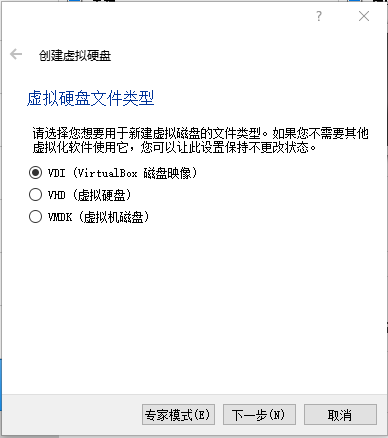 ?
创建虚拟硬盘
虚拟硬盘文件类型
请选择您想要用于新建虚拟磁盘的文件类型。如果您不需要其他
虚拟化软件使用它，您可以让此设置保持不更改状态。
VDI (VirtualBox 磁盘映像)
VHD (虚拟硬盘)
VMDK (虚拟机磁盘)
专家模式(E) 下一步(N) 取消